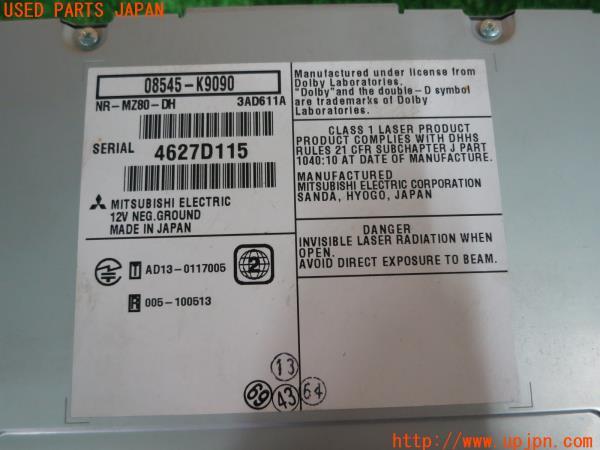 USED PARTS JAPAN
08545-K9090
NR-MZ80-DH 3AD611A
SERIAL 4627D115
MITSUBISHI ELECTRIC
12V NEG.GROUND
MADE IN JAPAN
T AD13-0117005
2
R 005-100513
Manufactured under license from
Dolby Laboratories.
"Dolby"and the double-D symbol
are trademarks of Dolby
Laboratories.
CLASS 1 LASER PRODUCT
PRODUCT COMPLIES WITH DHHS
RULES 21 CFR SUBCHAPTER J PART
1040:10 AT DATE OF MANUFACTURE.
MANUFACTURED
MITSUBISHI ELECTRIC CORPORATION
SANDA, HYOGO, JAPAN
DANGER
INVISIBLE LASER RADIATION WHEN
OPEN.
AVOID DIRECT EXPOSURE TO BEAM.
13
69 43 64
http://www.upjpn.com/